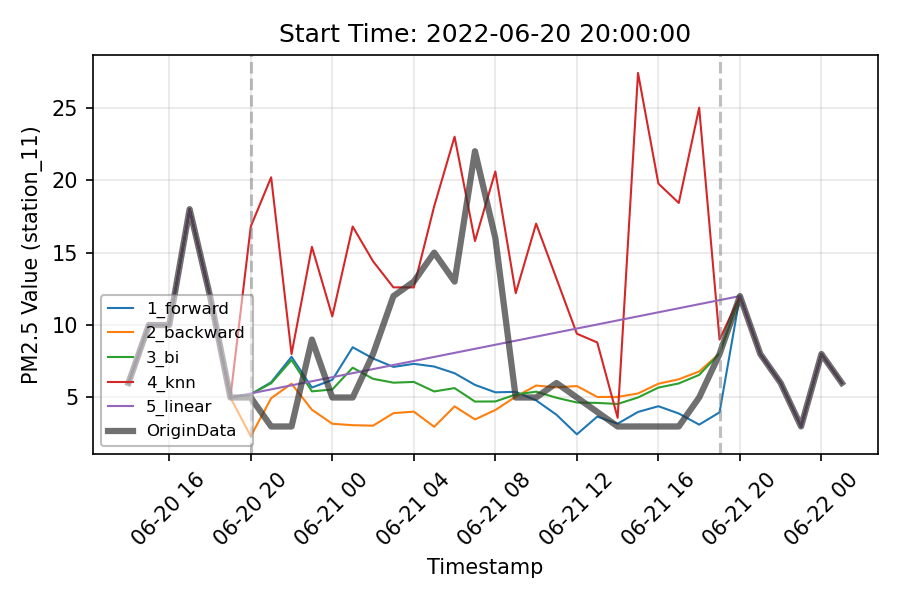 Start Time: 2022-06-20 20:00:00
PM2.5 Value (station_11)
25
20
15
10
5
1_forward
2_backward
3_bi
4_knn
5_linear
OriginData
06-20 16
06-20 20
06-21 00
06-21 04
06-21 08
06-21 12
06-21 16
06-21 20
06-22 00
Timestamp